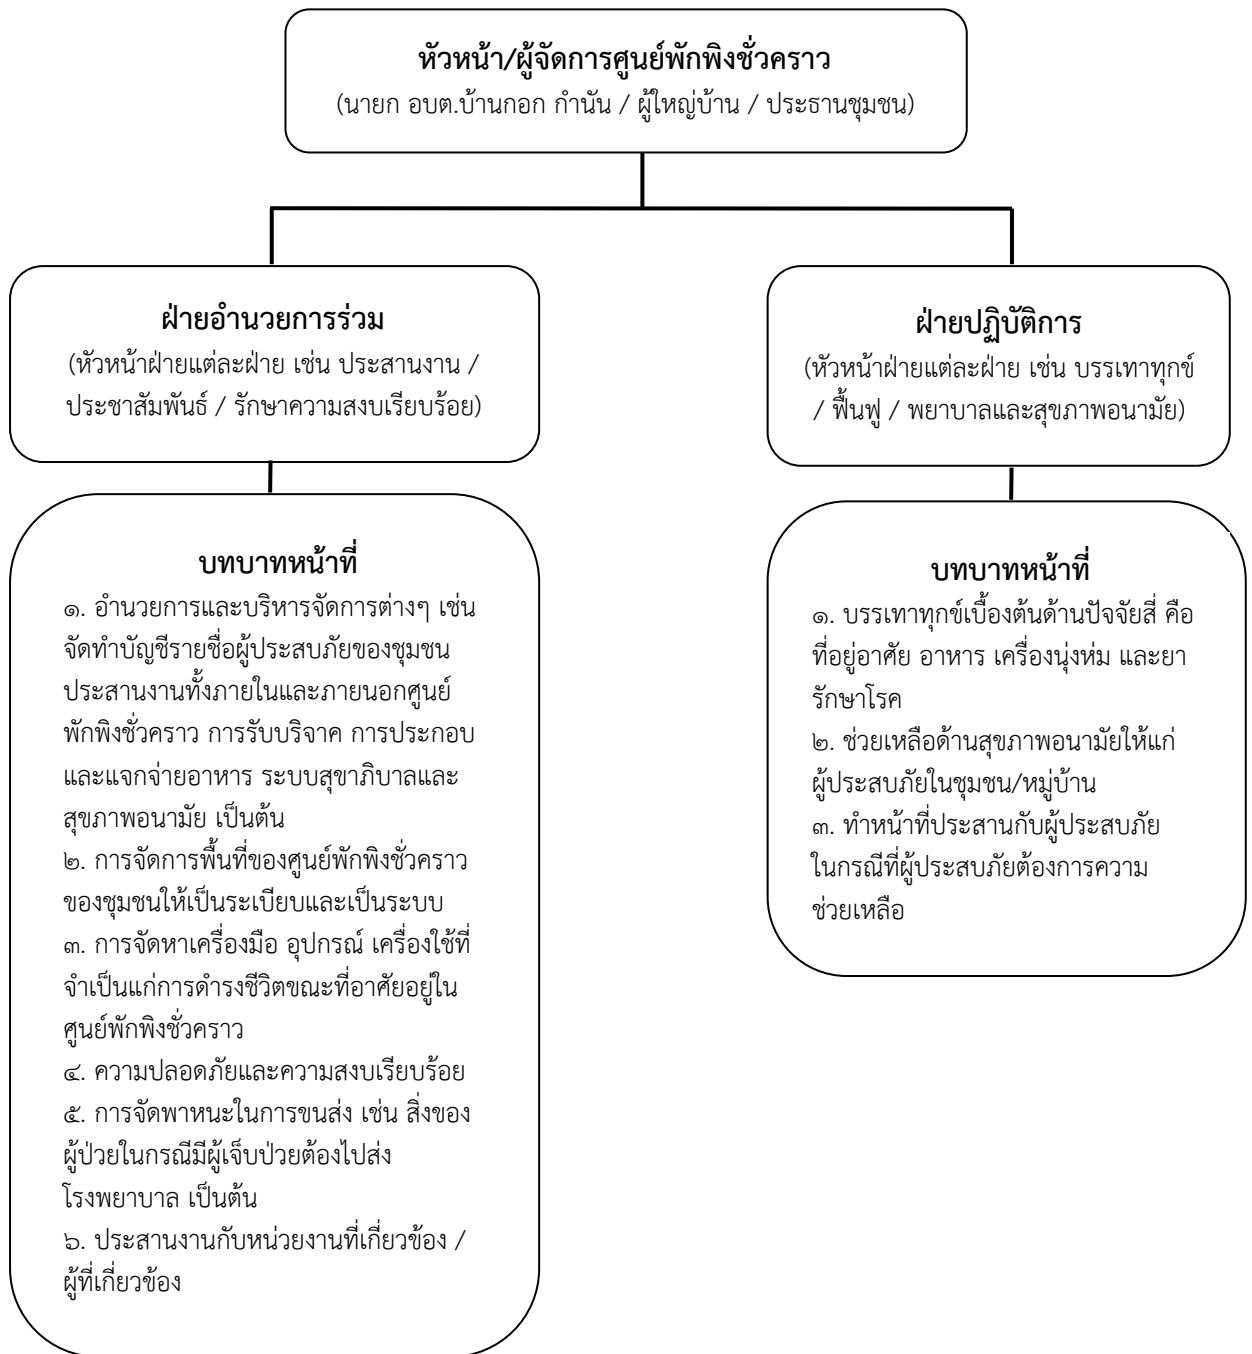 หัวหน้า/ผู้จัดการศูนย์พักพิงชั่วคราว
(นายก อบต.บ้านกอก กำนัน / ผู้ใหญ่บ้าน / ประธานชุมชน)
ฝ่ายอำนวยการร่วม
(หัวหน้าฝ่ายแต่ละฝ่าย เช่น ประสานงาน /
ประชาสัมพันธ์ / รักษาความสงบเรียบร้อย)
บทบาทหน้าที่
๑. อำนวยการและบริหารจัดการต่างๆ เช่น
จัดทำบัญชีรายชื่อผู้ประสบภัยของชุมชน
ประสานงานทั้งภายในและภายนอกศูนย์
พักพิงชั่วคราว การรับบริจาค การประกอบ
และแจกจ่ายอาหาร ระบบสุขาภิบาลและ
สุขภาพอนามัย เป็นต้น
๒. การจัดการพื้นที่ของศูนย์พักพิงชั่วคราว
ของชุมชนให้เป็นระเบียบและเป็นระบบ
๓. การจัดหาเครื่องมือ อุปกรณ์ เครื่องใช้ที่
จำเป็นแก่การดำรงชีวิตขณะที่อาศัยอยู่ใน
ศูนย์พักพิงชั่วคราว
๔. ความปลอดภัยและความสงบเรียบร้อย
๕. การจัดพาหนะในการขนส่ง เช่น สิ่งของ
ผู้ป่วยในกรณีมีผู้เจ็บป่วยต้องไปส่ง
โรงพยาบาล เป็นต้น
๖. ประสานงานกับหน่วยงานที่เกี่ยวข้อง /
ผู้ที่เกี่ยวข้อง
ฝ่ายปฏิบัติการ
(หัวหน้าฝ่ายแต่ละฝ่าย เช่น บรรเทาทุกข์
/ ฟื้นฟู / พยาบาลและสุขภาพอนามัย)
บทบาทหน้าที่
๑. บรรเทาทุกข์เบื้องต้นด้านปัจจัยสี่ คือ
ที่อยู่อาศัย อาหาร เครื่องนุ่งห่ม และยา
รักษาโรค
๒. ช่วยเหลือด้านสุขภาพอนามัยให้แก่
ผู้ประสบภัยในชุมชน/หมู่บ้าน
๓. ทำหน้าที่ประสานกับผู้ประสบภัย
ในกรณีที่ผู้ประสบภัยต้องการความ
ช่วยเหลือ